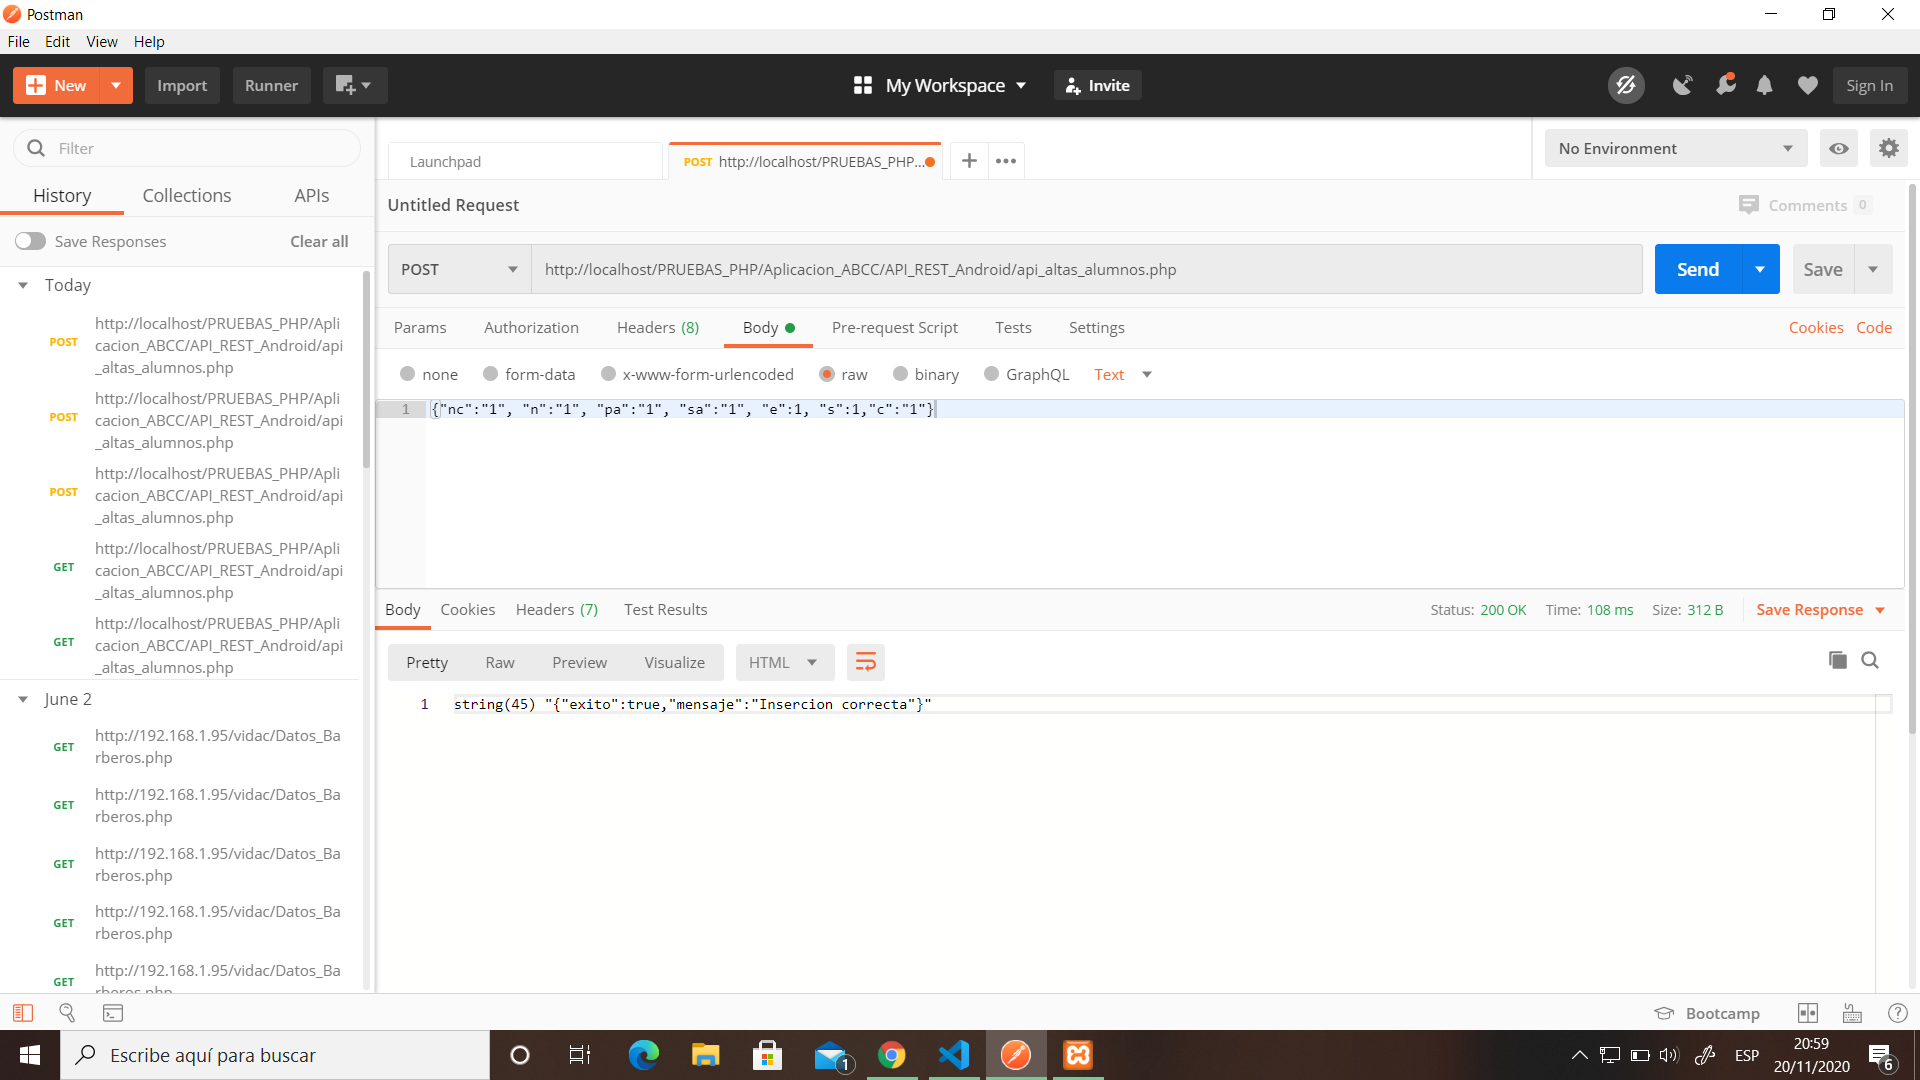 Postman
File Edit View Help
New Import Runner My Workspace Invite Sign In
Filter
History Collections APIs
Save Responses Clear all
Today
POST http://localhost/PRUEBAS_PHP/Apli
cacion_ABCC/API_REST_Android/api
_altas_alumnos.php
POST http://localhost/PRUEBAS_PHP/Apli
cacion_ABCC/API_REST_Android/api
_altas_alumnos.php
POST http://localhost/PRUEBAS_PHP/Apli
cacion_ABCC/API_REST_Android/api
_altas_alumnos.php
GET http://localhost/PRUEBAS_PHP/Apli
cacion_ABCC/API_REST_Android/api
_altas_alumnos.php
GET http://localhost/PRUEBAS_PHP/Apli
cacion_ABCC/API_REST_Android/api
_altas_alumnos.php
June 2
GET http://192.168.1.95/vidac/Datos_Ba
rberos.php
GET http://192.168.1.95/vidac/Datos_Ba
rberos.php
GET http://192.168.1.95/vidac/Datos_Ba
rberos.php
GET http://192.168.1.95/vidac/Datos_Ba
rberos.php
GET http://192.168.1.95/vidac/Datos_Ba
rberos.php
Launchpad POST http://localhost/PRUEBAS_PHP... No Environment
Untitled Request Comments 0
POST http://localhost/PRUEBAS_PHP/Aplicacion_ABCC/API_REST_Android/api_altas_alumnos.php Send Save
Params Authorization Headers (8) Body Pre-request Script Tests Settings Cookies Code
none form-data x-www-form-urlencoded raw binary GraphQL Text
1 {"nc":"1", "n":"1", "pa":"1", "sa":"1", "e":1, "s":1,"c":"1"}
Body Cookies Headers (7) Test Results Status: 200 OK Time: 108 ms Size: 312 B Save Response
Pretty Raw Preview Visualize HTML
1 string(45) "{"exito":true,"mensaje":"Insercion correcta"}"
Bootcamp
Escribe aquí para buscar 1 ESP 20:59
20/11/2020 6